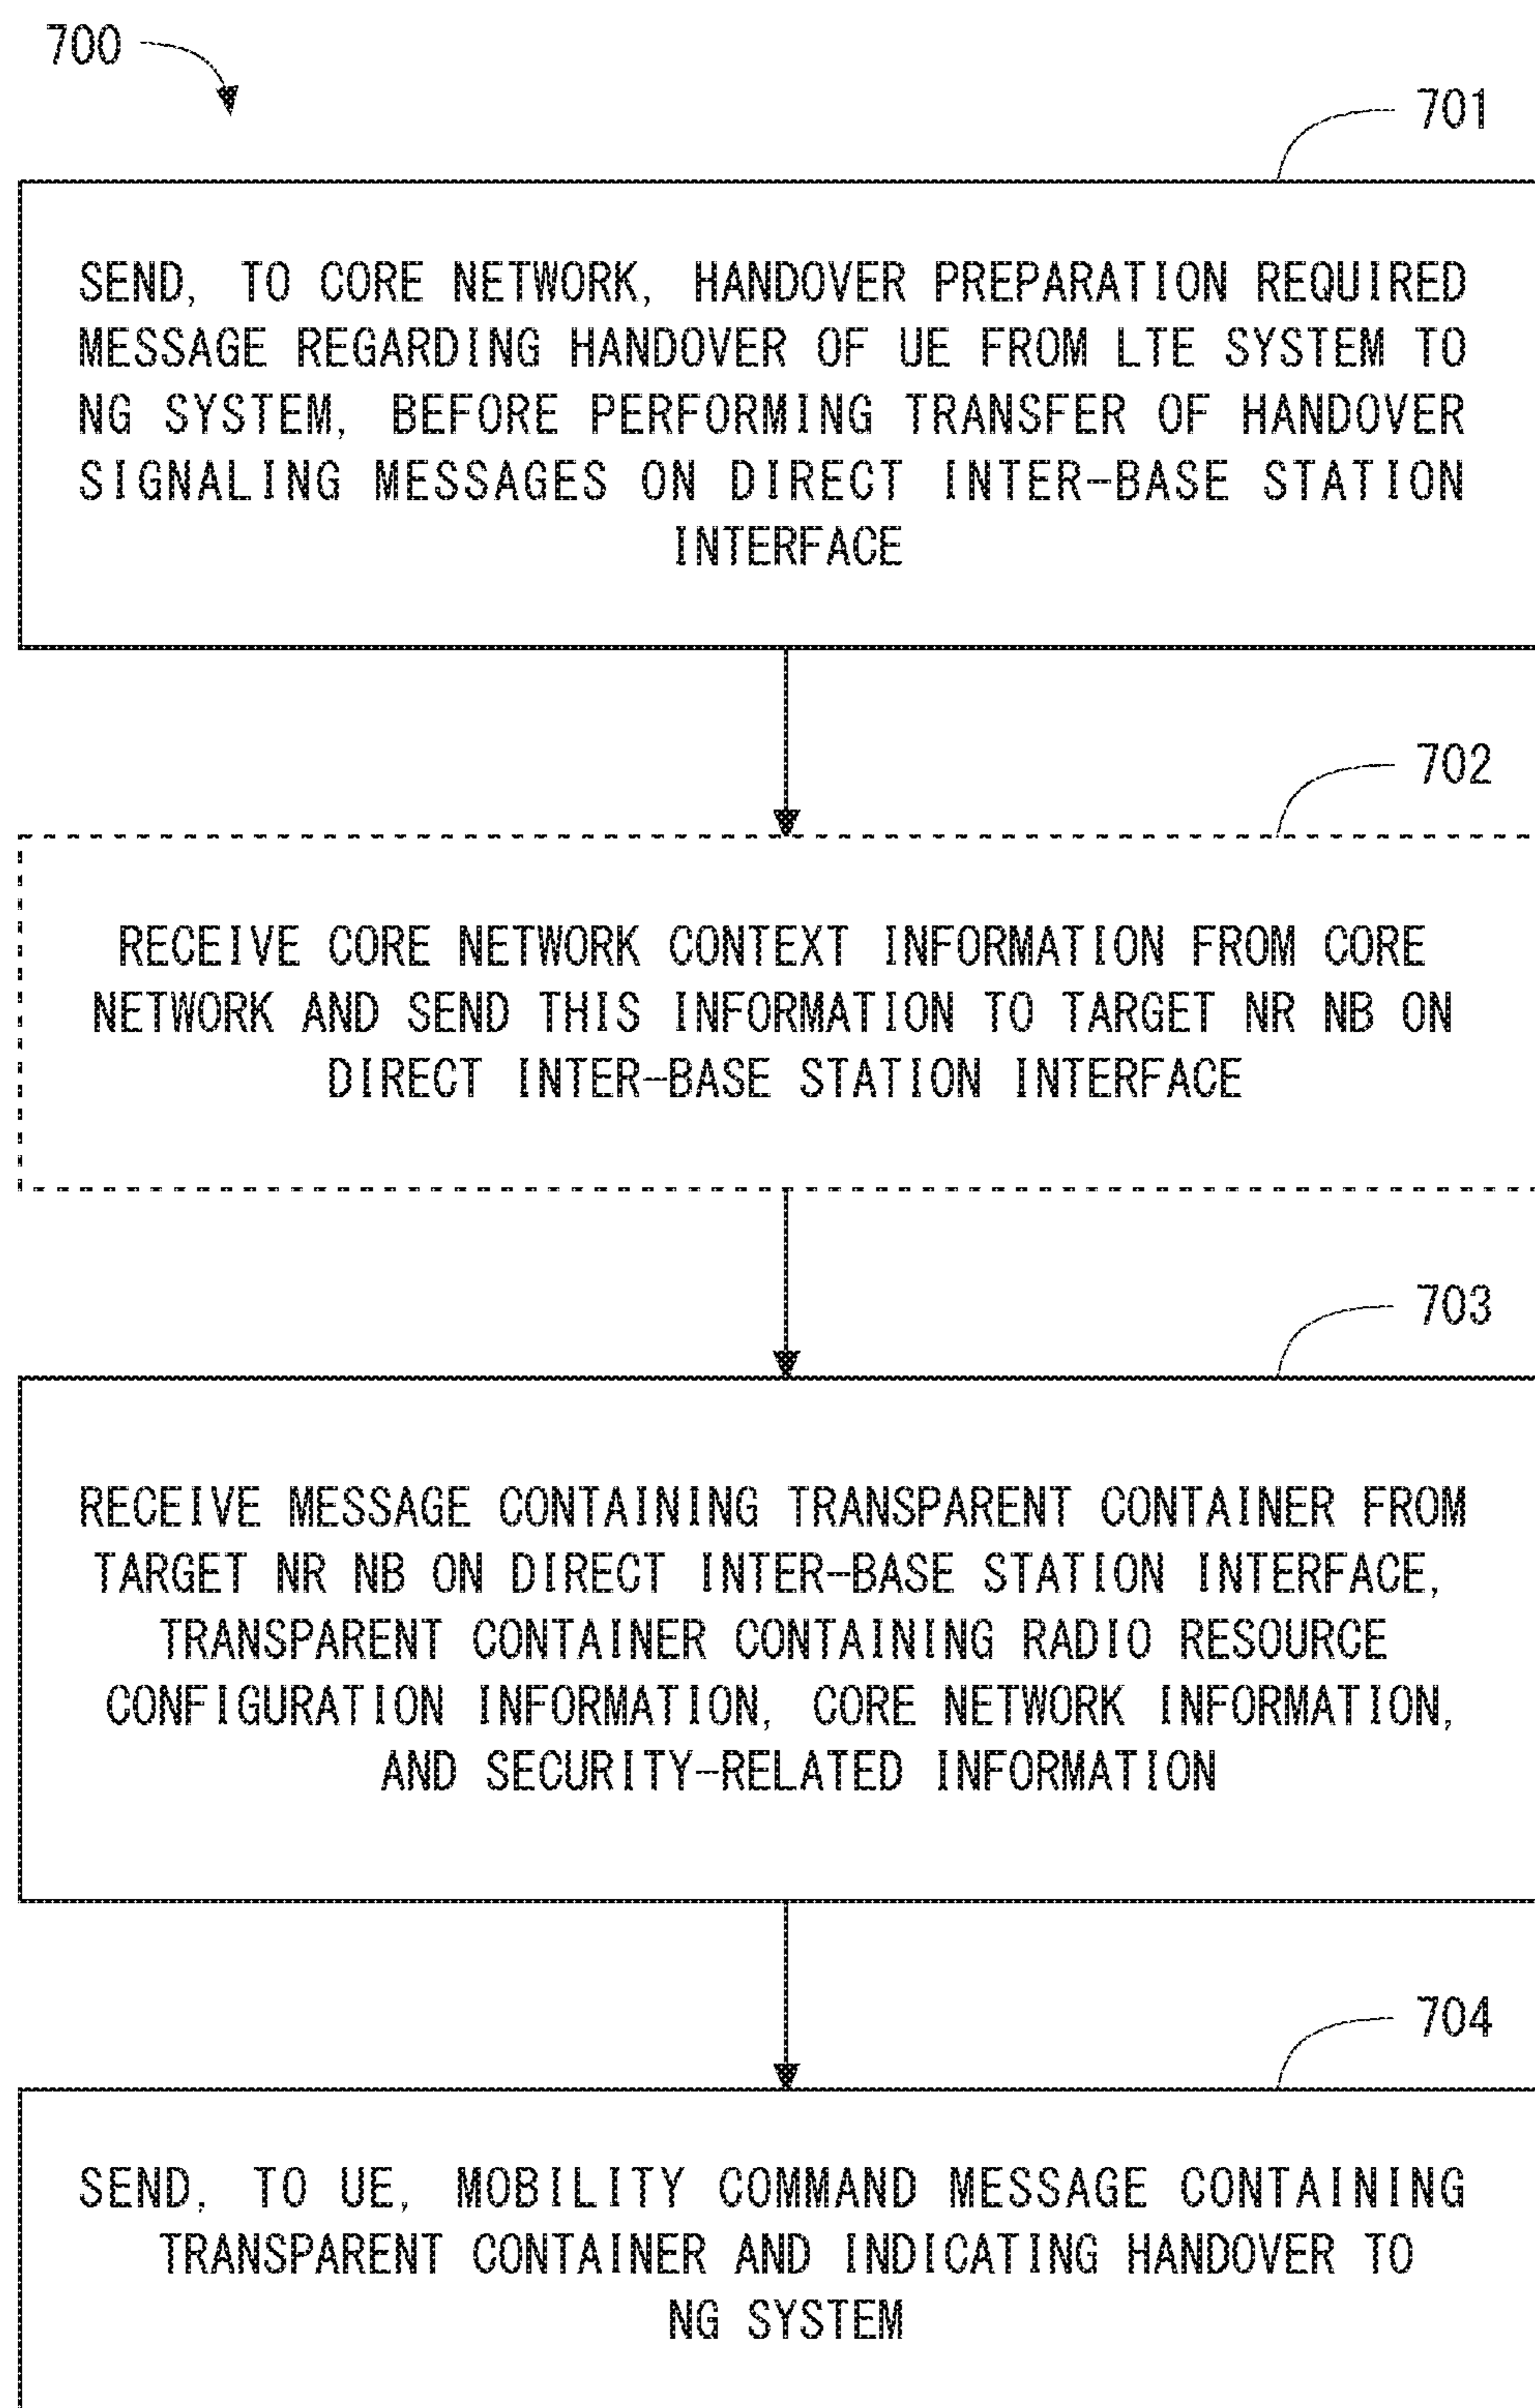 700
701
SEND, TO CORE NETWORK, HANDOVER PREPARATION REQUIRED
MESSAGE REGARDING HANDOVER OF UE FROM LTE SYSTEM TO
NG SYSTEM, BEFORE PERFORMING TRANSFER OF HANDOVER
SIGNALING MESSAGES ON DIRECT INTER-BASE STATION
INTERFACE
702
RECEIVE CORE NETWORK CONTEXT INFORMATION FROM CORE
NETWORK AND SEND THIS INFORMATION TO TARGET NR NB ON
DIRECT INTER-BASE STATION INTERFACE
703
RECEIVE MESSAGE CONTAINING TRANSPARENT CONTAINER FROM
TARGET NR NB ON DIRECT INTER-BASE STATION INTERFACE,
TRANSPARENT CONTAINER CONTAINING RADIO RESOURCE
CONFIGURATION INFORMATION, CORE NETWORK INFORMATION,
AND SECURITY-RELATED INFORMATION
704
SEND, TO UE, MOBILITY COMMAND MESSAGE CONTAINING
TRANSPARENT CONTAINER AND INDICATING HANDOVER TO
NG SYSTEM